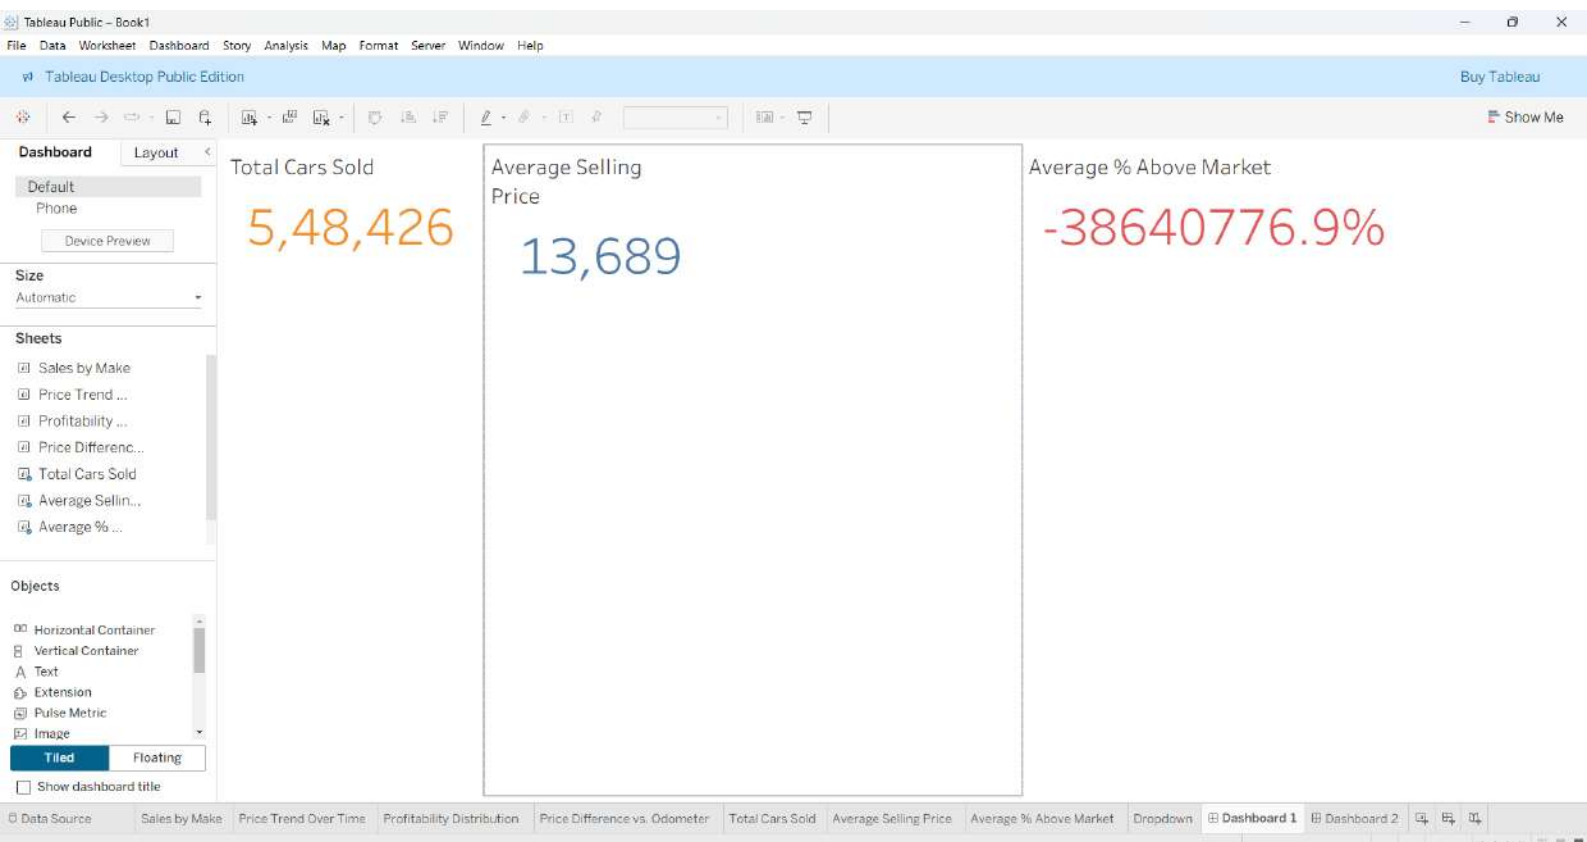 Tableau Public – Book1
File Data Worksheet Dashboard Story Analysis Map Format Server Window Help
Tableau Desktop Public Edition
Buy Tableau
Show Me
Dashboard Layout
Default
Phone
Device Preview
Size
Automatic
Sheets
Sales by Make
Price Trend ...
Profitability ...
Price Differenc...
Total Cars Sold
Average Sellin...
Average % ...
Objects
Horizontal Container
Vertical Container
A Text
Extension
Pulse Metric
Image
Tiled Floating
Show dashboard title
Total Cars Sold
5,48,426
Average Selling
Price
13,689
Average % Above Market
-38640776.9%
Data Source Sales by Make Price Trend Over Time Profitability Distribution Price Difference vs. Odometer Total Cars Sold Average Selling Price Average % Above Market Dropdown Dashboard 1 Dashboard 2